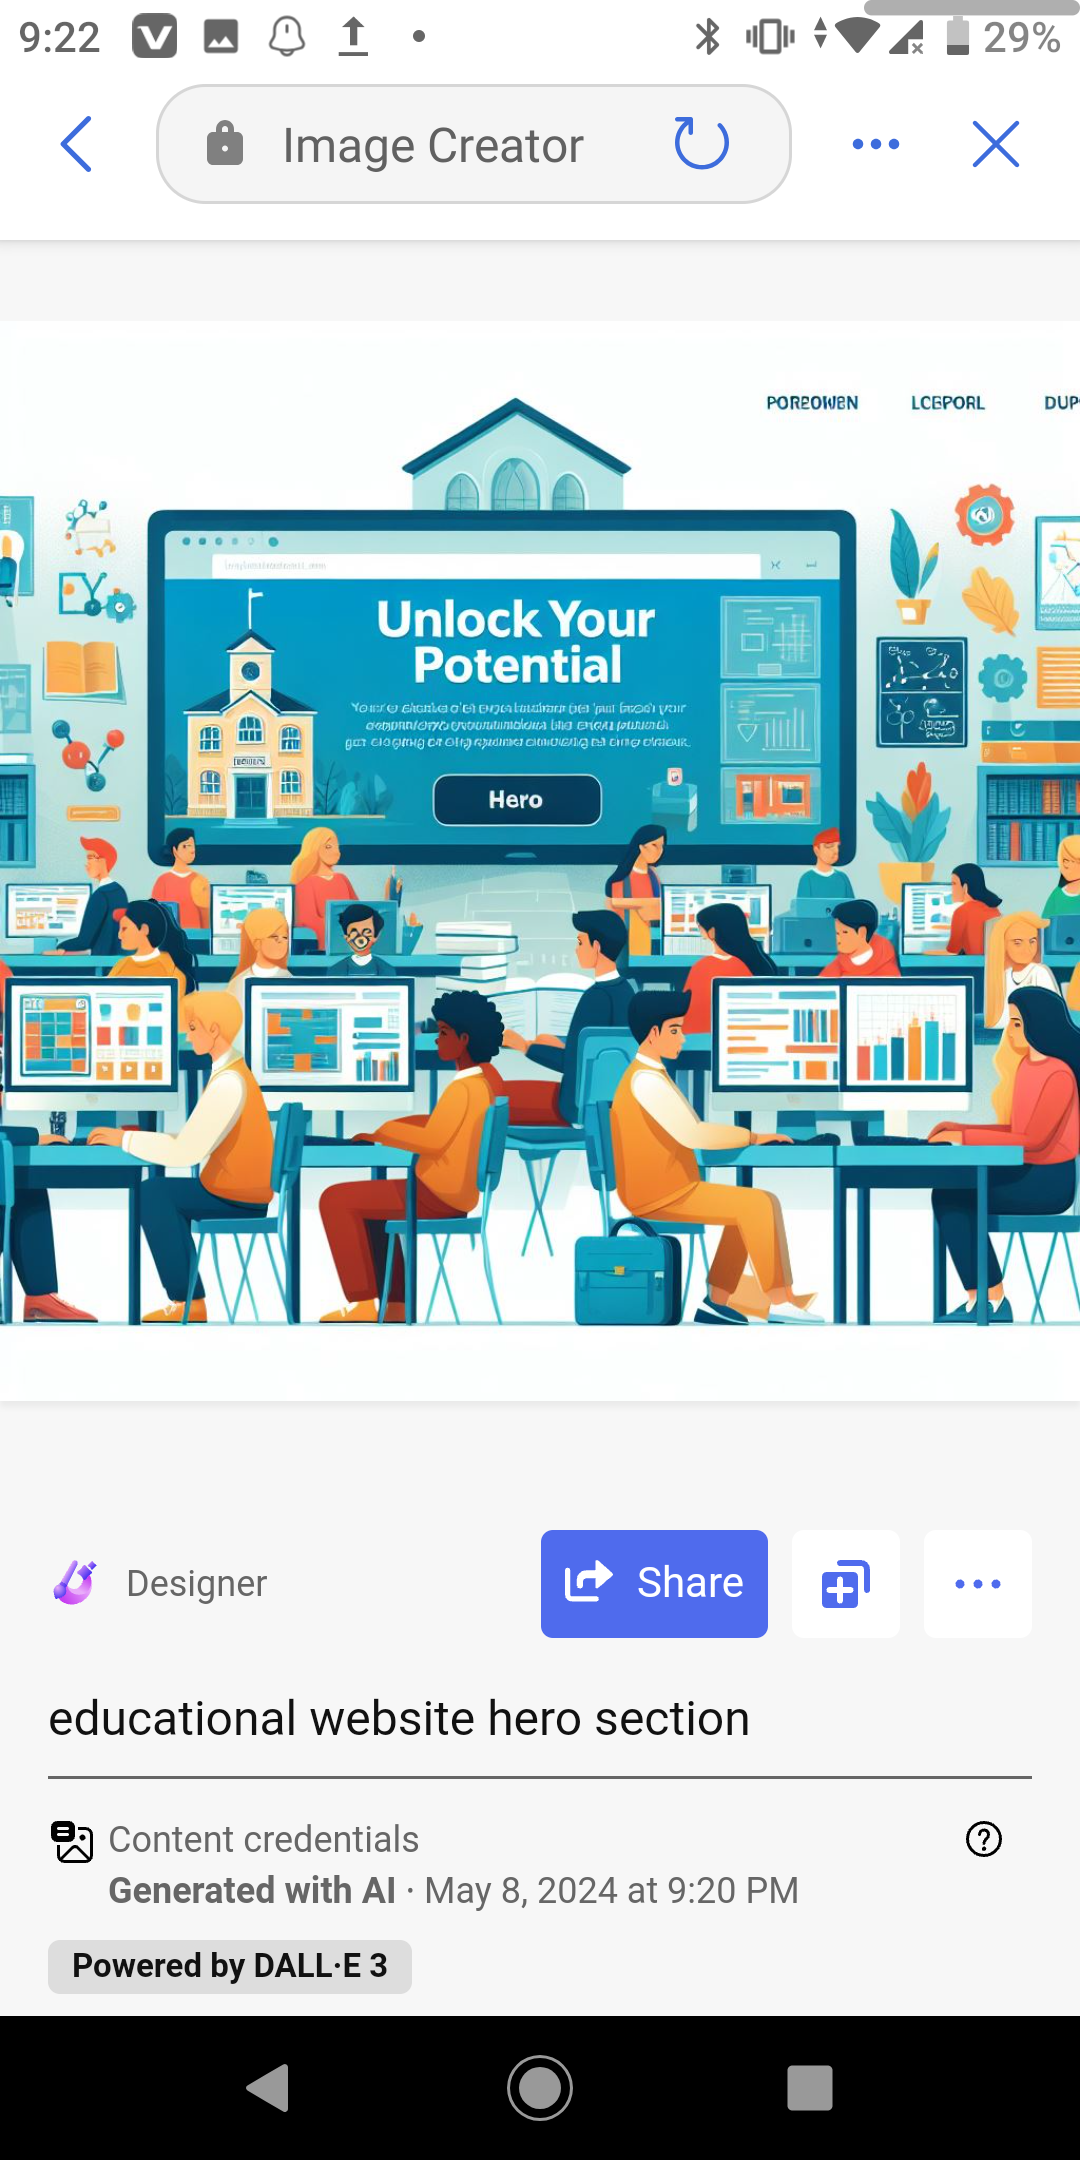 9:22
29%
Image Creator
POREOWEN LCEPORL DUP
Unlock Your
Potential
Hero
Designer
Share
educational website hero section
Content credentials
Generated with AI · May 8, 2024 at 9:20 PM
Powered by DALL·E 3